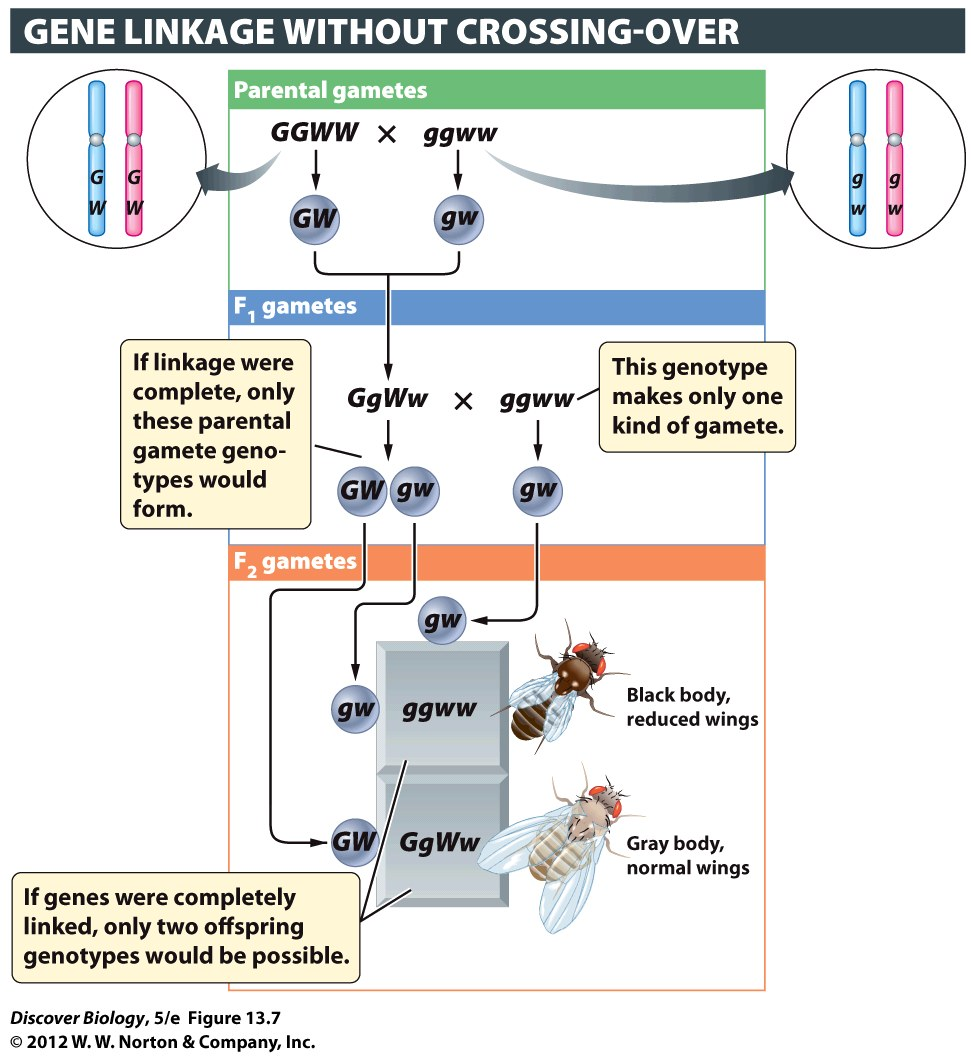 GENE LINKAGE WITHOUT CROSSING-OVER
Parental gametes
GGWW × ggww
G G
W W
g g
w w
GW gw
F1 gametes
If linkage were
complete, only
these parental
gamete geno-
types would
form.
This genotype
makes only one
kind of gamete.
GgWw × ggww
GW gw gw
F2 gametes
gw
gw ggww
Black body,
reduced wings
GW GgWw
Gray body,
normal wings
If genes were completely
linked, only two offspring
genotypes would be possible.
Discover Biology, 5/e Figure 13.7
© 2012 W. W. Norton & Company, Inc.